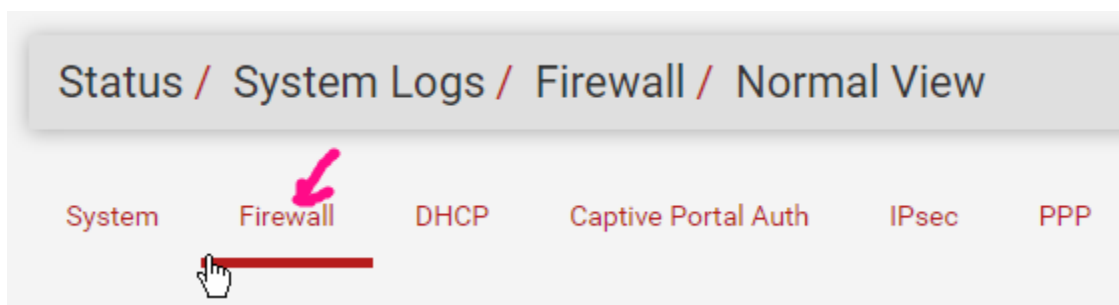 Status / System Logs / Firewall / Normal View
System Firewall DHCP Captive Portal Auth IPsec PPP